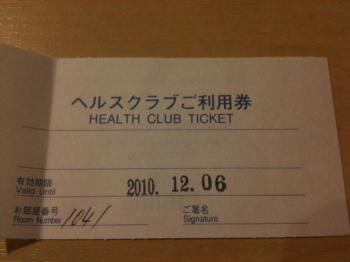 ヘルスクラブご利用券
HEALTH CLUB TICKET
有効期限
Valid Until
2010. 12. 06
お部屋番号
Room Number 1041
ご署名
Signature